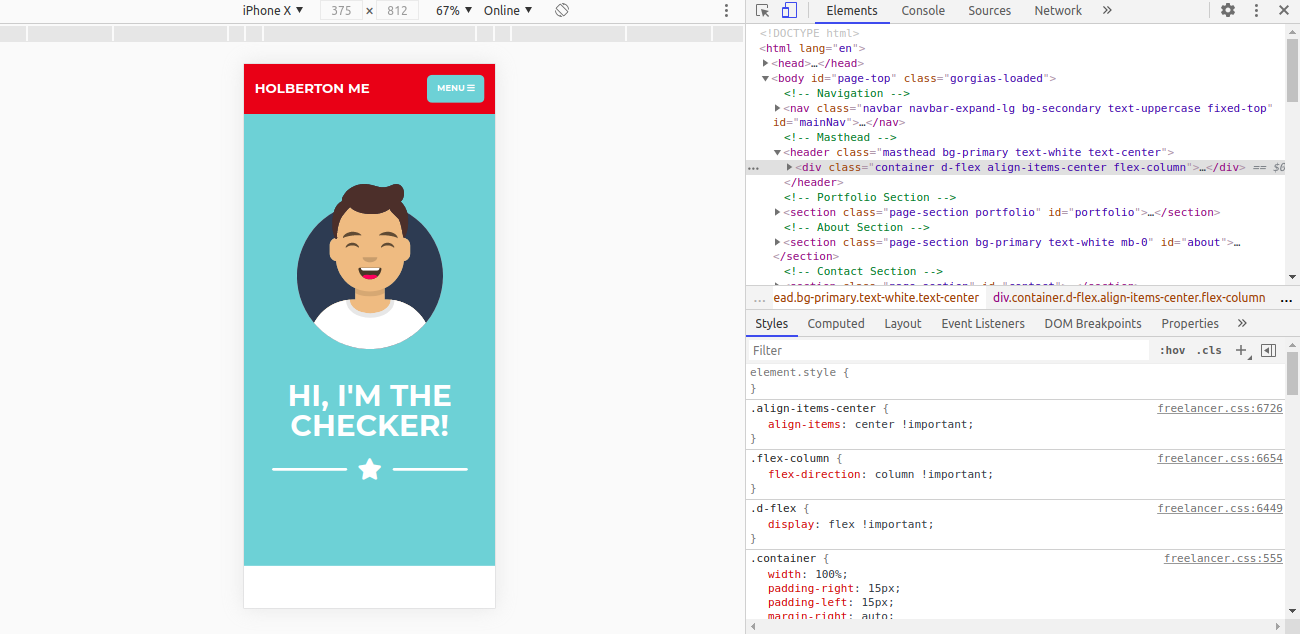 iPhone X 375 × 812 67% Online
HOLBERTON ME
MENU
HI, I'M THE
CHECKER!
Elements Console Sources Network »
<!DOCTYPE html>
<html lang="en">
<head>…</head>
<body id="page-top" class="gorgias-loaded">
<!-- Navigation -->
<nav class="navbar navbar-expand-lg bg-secondary text-uppercase fixed-top"
id="mainNav">…</nav>
<!-- Masthead -->
<header class="masthead bg-primary text-white text-center">
… <div class="container d-flex align-items-center flex-column">…</div> == $0
</header>
<!-- Portfolio Section -->
<section class="page-section portfolio" id="portfolio">…</section>
<!-- About Section -->
<section class="page-section bg-primary text-white mb-0" id="about">…
</section>
<!-- Contact Section -->
… ead.bg-primary.text-white.text-center div.container.d-flex.align-items-center.flex-column …
Styles Computed Layout Event Listeners DOM Breakpoints Properties »
Filter :hov .cls +
element.style {
}
.align-items-center { freelancer.css:6726
align-items: center !important;
}
.flex-column { freelancer.css:6654
flex-direction: column !important;
}
.d-flex { freelancer.css:6449
display: flex !important;
}
.container { freelancer.css:555
width: 100%;
padding-right: 15px;
padding-left: 15px;
margin-right: auto;